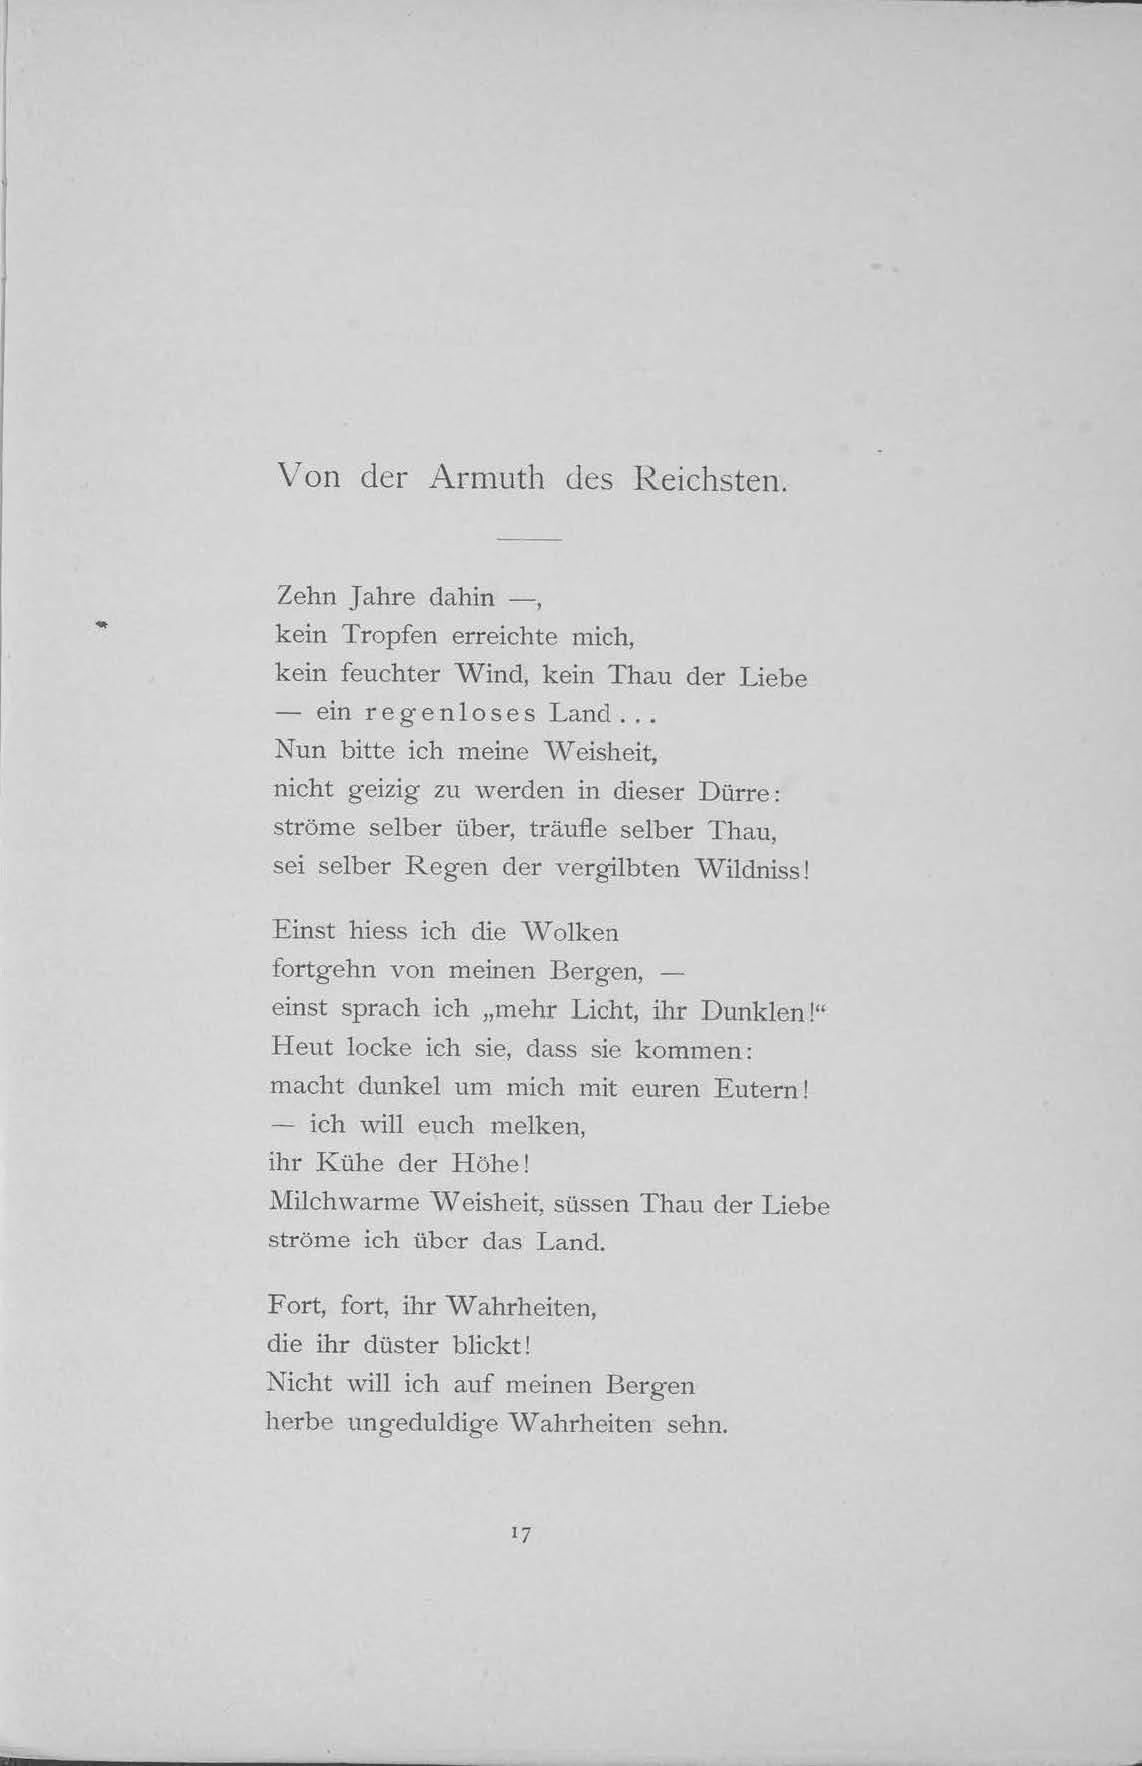 Von der Armuth des Reichsten.
Zehn Jahre dahin —,
kein Tropfen erreichte mich,
kein feuchter Wind, kein Thau der Liebe
— ein regenloses Land . . .
Nun bitte ich meine Weisheit,
nicht geizig zu werden in dieser Dürre:
ströme selber über, träufle selber Thau,
sei selber Regen der vergilbten Wildniss!
Einst hiess ich die Wolken
fortgehn von meinen Bergen, —
einst sprach ich „mehr Licht, ihr Dunklen!“
Heut locke ich sie, dass sie kommen:
macht dunkel um mich mit euren Eutern!
— ich will euch melken,
ihr Kühe der Höhe!
Milchwarme Weisheit, süssen Thau der Liebe
ströme ich über das Land.
Fort, fort, ihr Wahrheiten,
die ihr düster blickt!
Nicht will ich auf meinen Bergen
herbe ungeduldige Wahrheiten sehn.
17